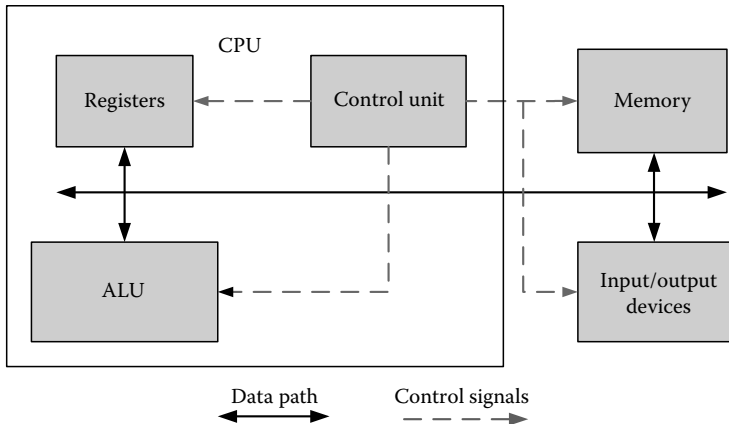 CPU
Registers
Control unit
Memory
ALU
Input/output
devices
Data path
Control signals